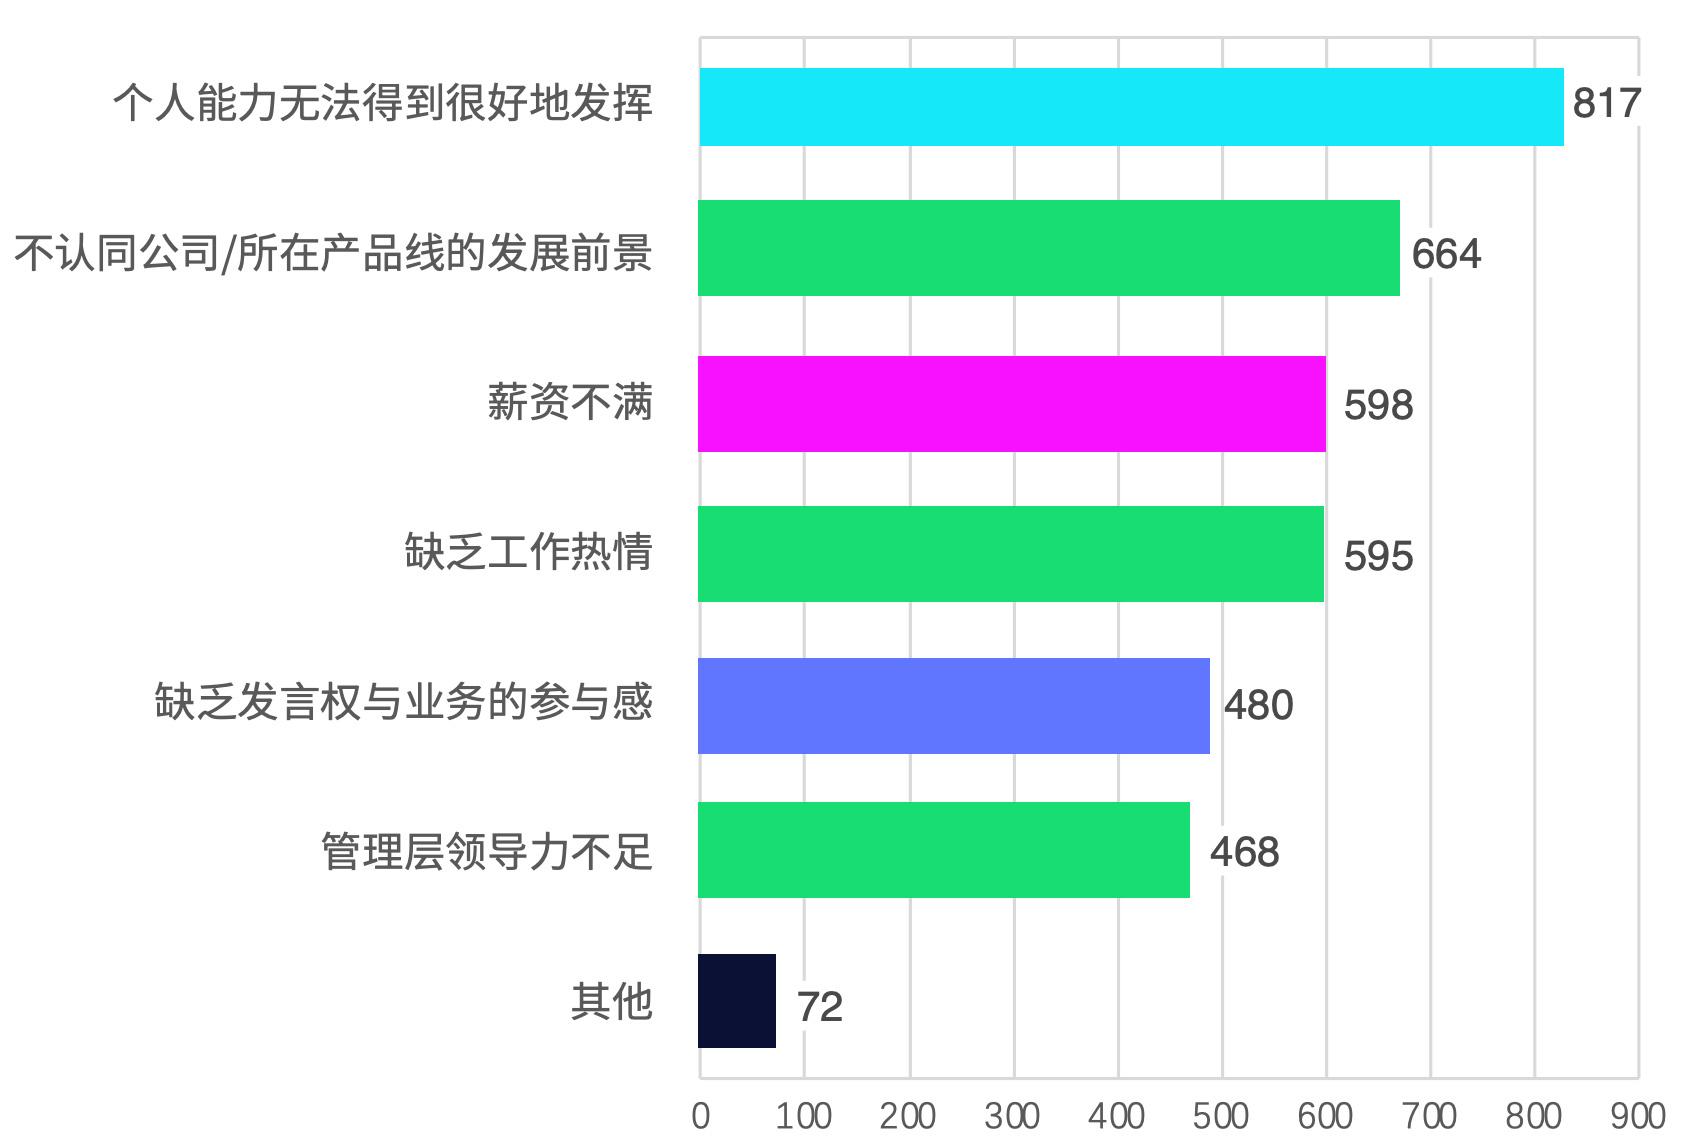 个人能力无法得到很好地发挥 817
不认同公司/所在产品线的发展前景 664
薪资不满 598
缺乏工作热情 595
缺乏发言权与业务的参与感 480
管理层领导力不足 468
其他 72
0 100 200 300 400 500 600 700 800 900